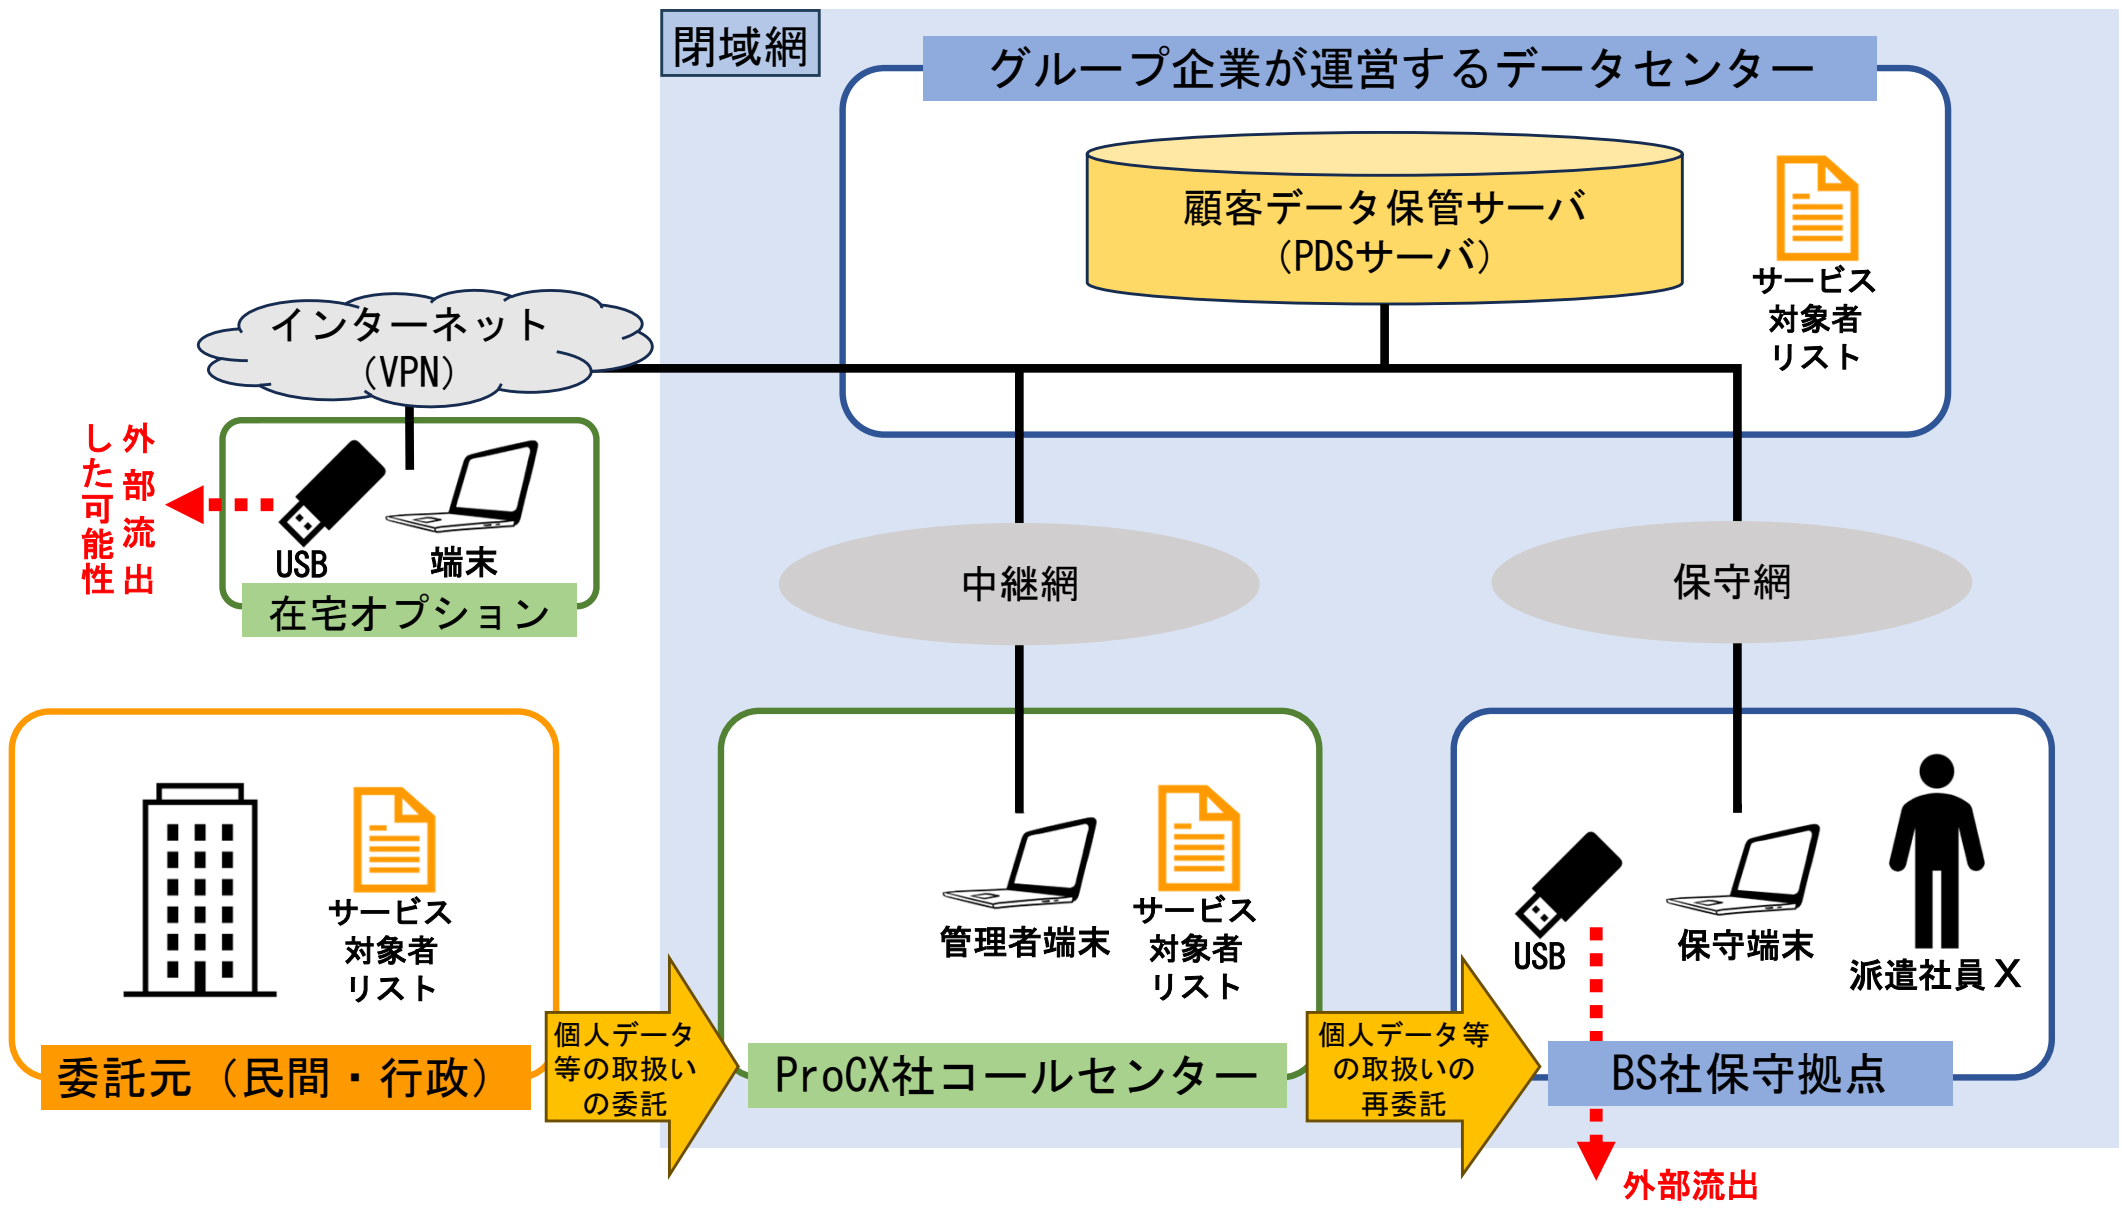 閉域網
グループ企業が運営するデータセンター
顧客データ保管サーバ
(PDSサーバ)
サービス
対象者
リスト
インターネット
(VPN)
外部流出
した可能性
USB
端末
在宅オプション
中継網
保守網
サービス
対象者
リスト
委託元(民間・行政)
個人データ
等の取扱い
の委託
管理者端末
サービス
対象者
リスト
ProCX社コールセンター
個人データ等
の取扱いの
再委託
USB
保守端末
派遣社員X
BS社保守拠点
外部流出